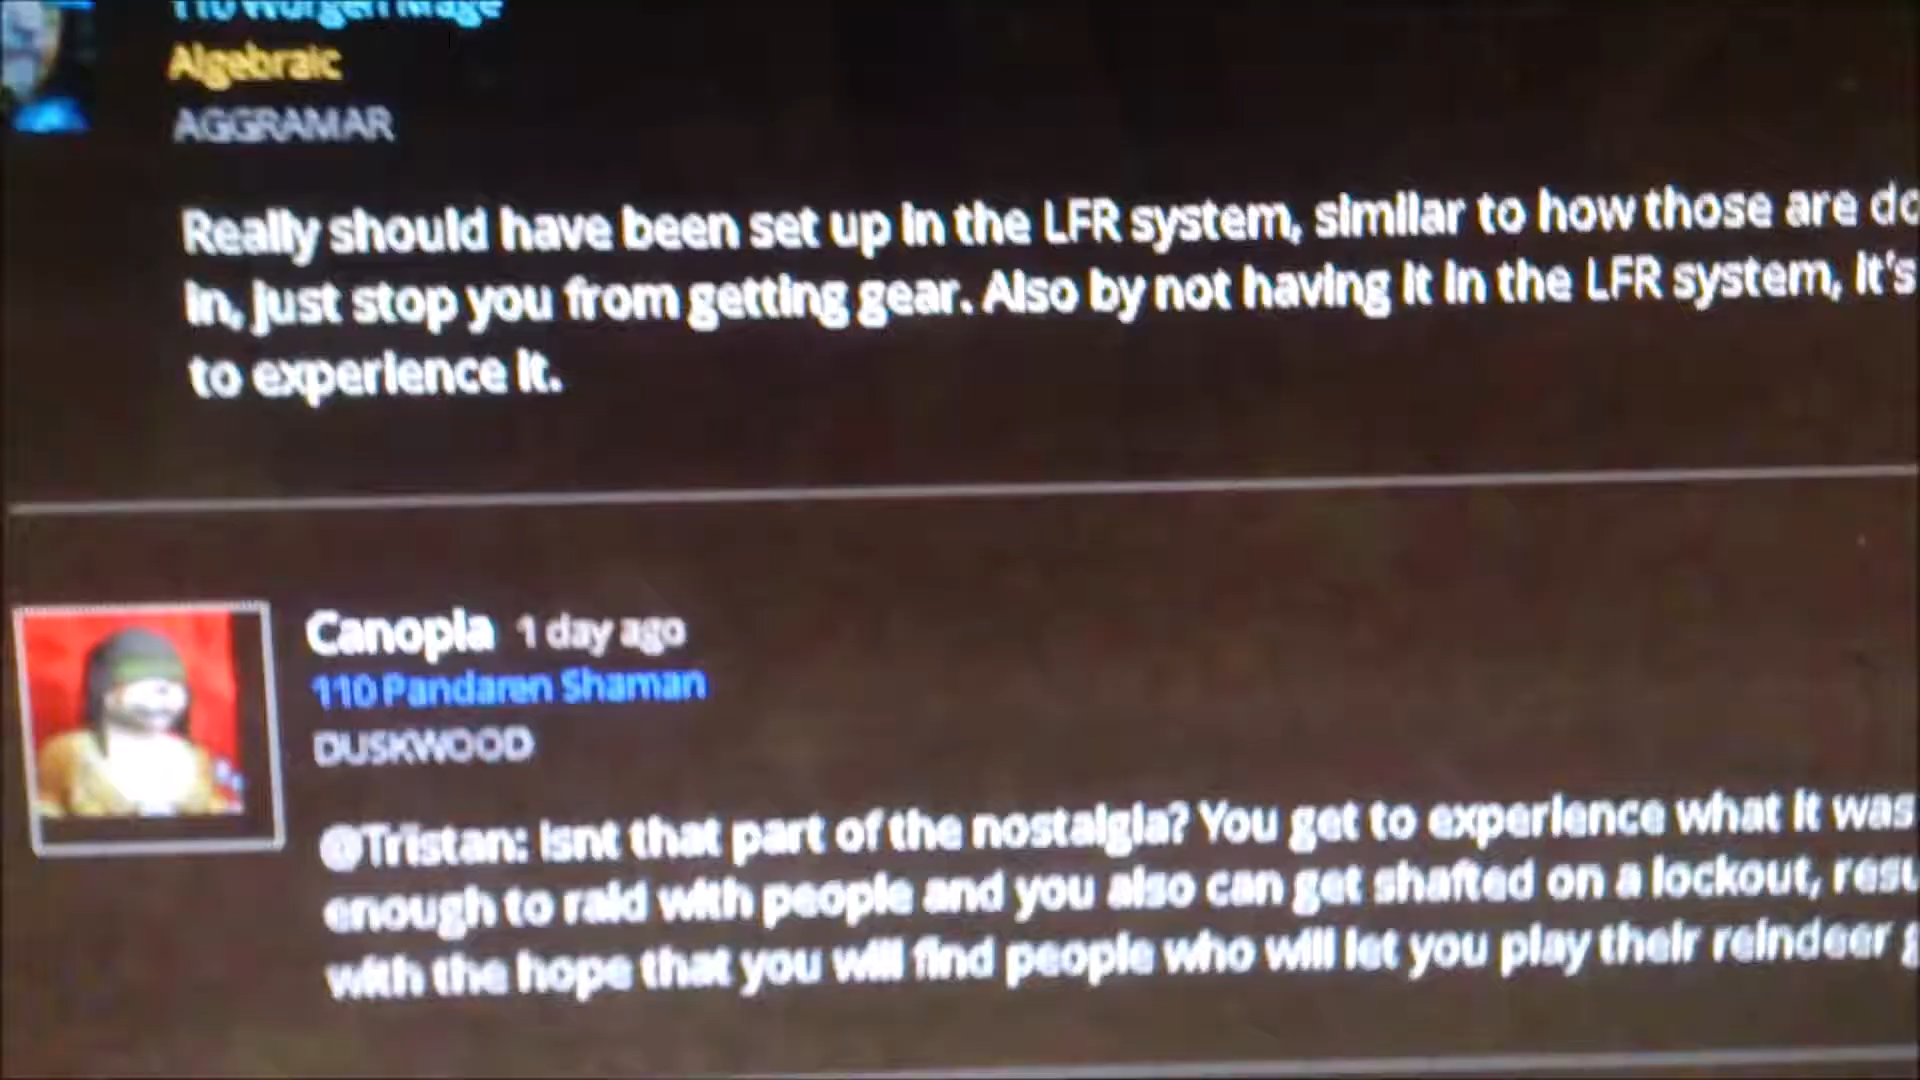 110 Worgen Mage
Algebraic
AGGRAMAR
Really should have been set up in the LFR system, similar to how those are
in, just stop you from getting gear. Also by not having it in the LFR system, it's
to experience it.
Canopia 1 day ago
110 Pandaren Shaman
DUSKWOOD
@Tristan: Isnt that part of the nostalgia? You get to experience what it was
enough to raid with people and you also can get shafted on a lockout,
with the hope that you will find people who will let you play their reindeer